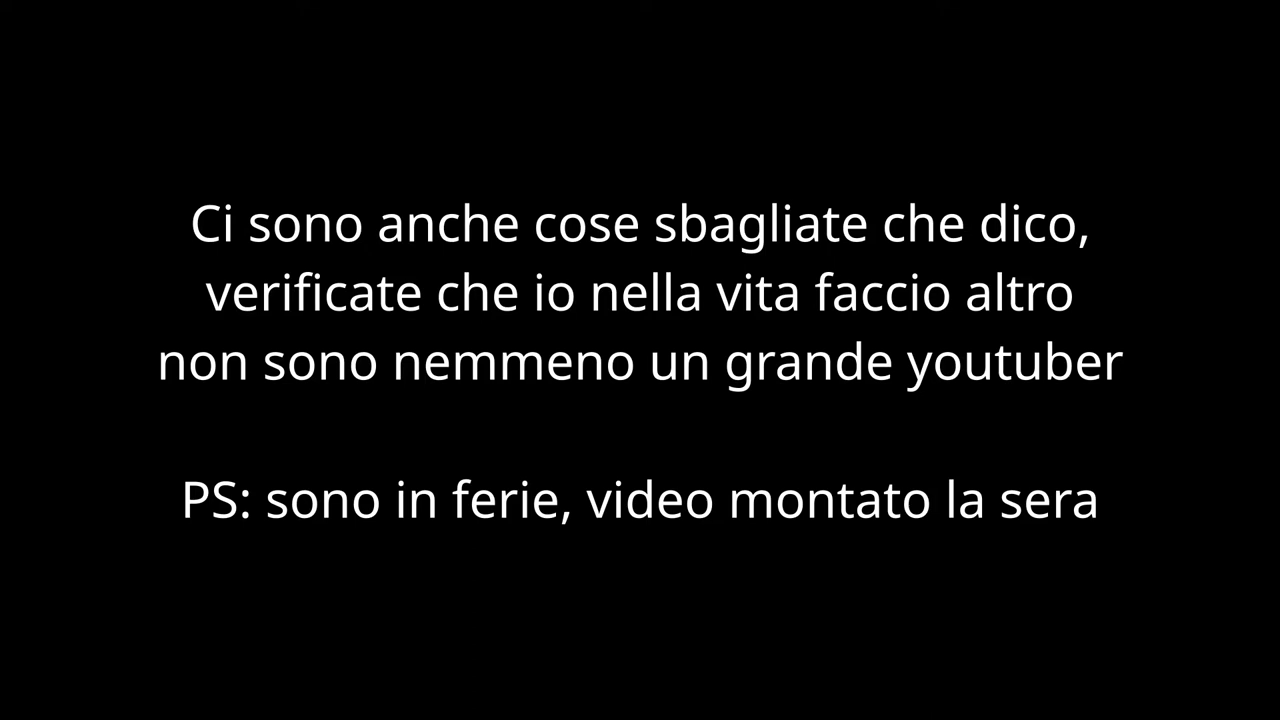 Ci sono anche cose sbagliate che dico,
verificate che io nella vita faccio altro
non sono nemmeno un grande youtuber
PS: sono in ferie, video montato la sera